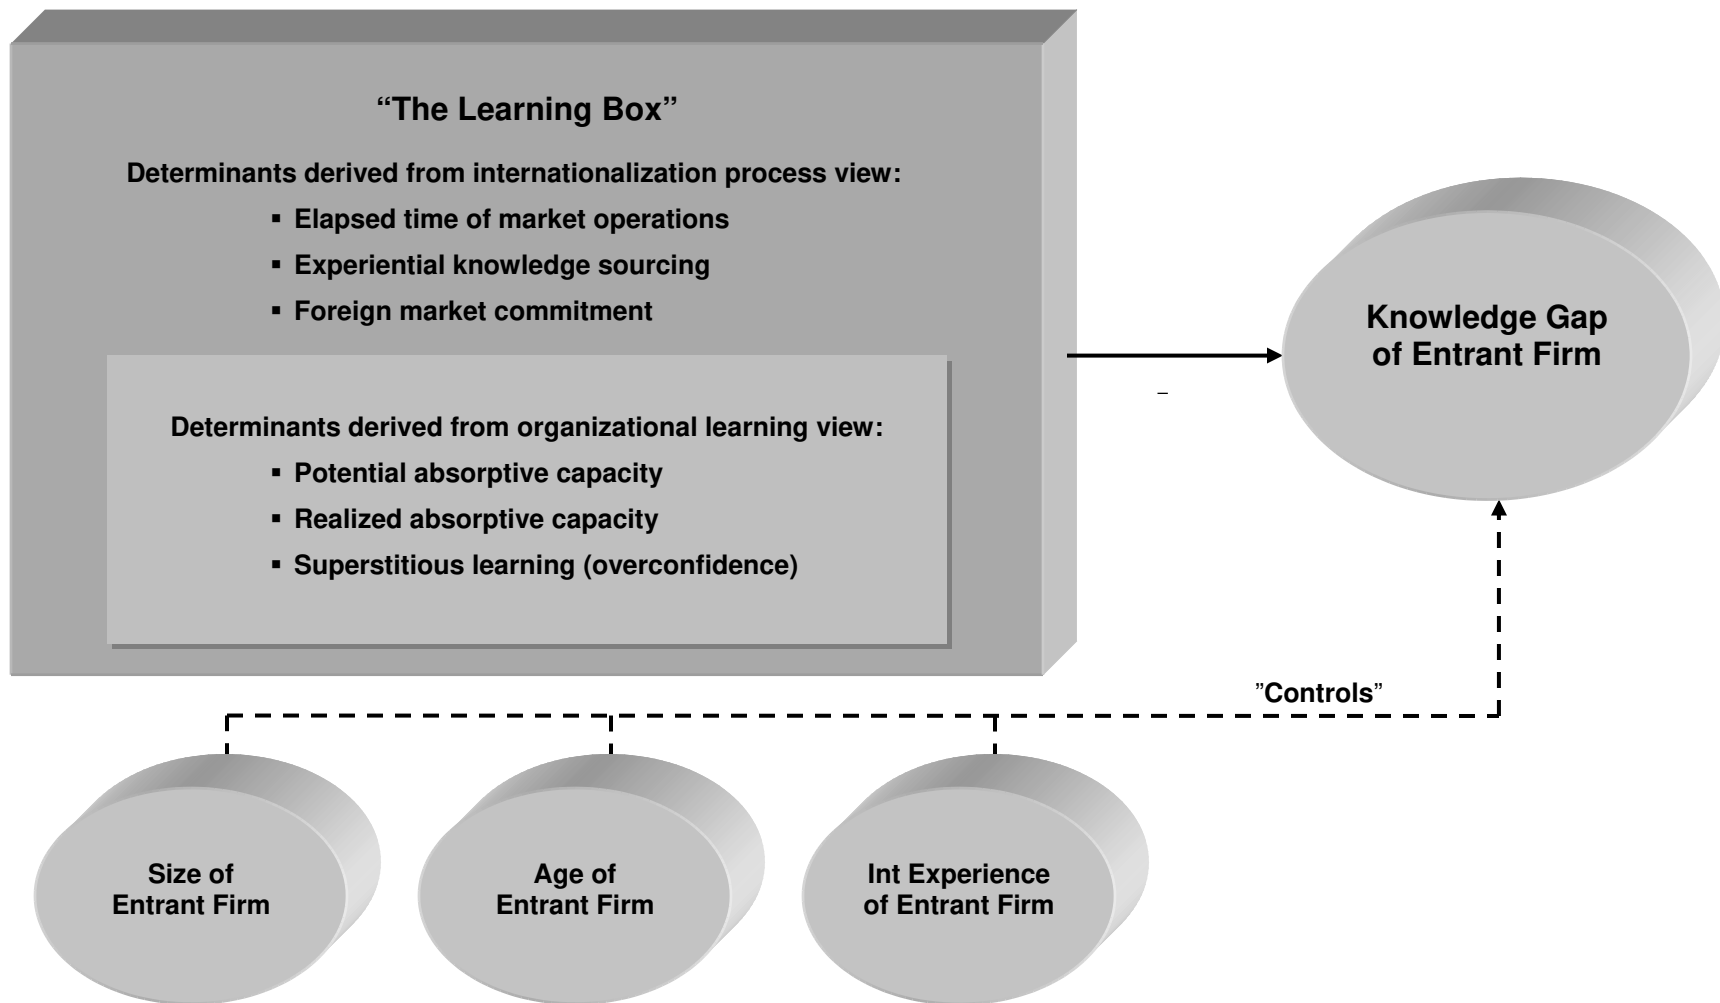 “The Learning Box”
Determinants derived from internationalization process view:
▪ Elapsed time of market operations
▪ Experiential knowledge sourcing
▪ Foreign market commitment
Determinants derived from organizational learning view:
▪ Potential absorptive capacity
▪ Realized absorptive capacity
▪ Superstitious learning (overconfidence)
–
Knowledge Gap
of Entrant Firm
”Controls”
Size of
Entrant Firm
Age of
Entrant Firm
Int Experience
of Entrant Firm